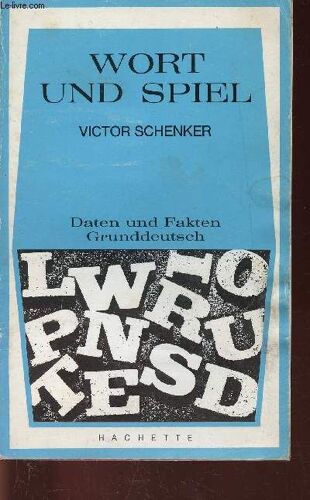 Le-livre.com
WORT
UND SPIEL
VICTOR SCHENKER
Daten und Fakten
Grunddeutsch
L W I O
P N R U
T E S D
HACHETTE